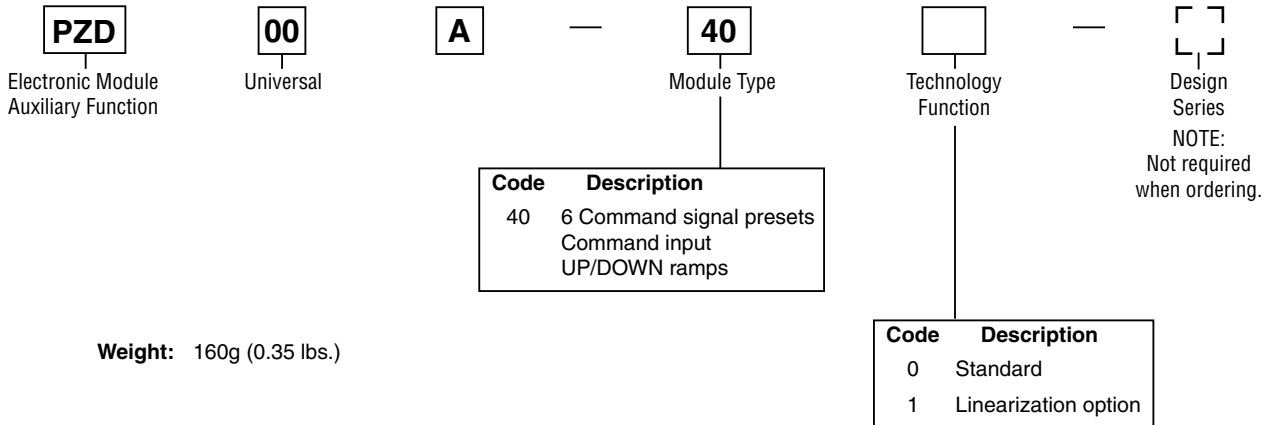 PZD 00 A — 40 —
Electronic Module
Auxiliary Function
Universal
Module Type
Technology
Function
Design
Series
NOTE:
Not required
when ordering.
Code Description
40 6 Command signal presets
Command input
UP/DOWN ramps
Weight: 160g (0.35 lbs.)
Code Description
0 Standard
1 Linearization option